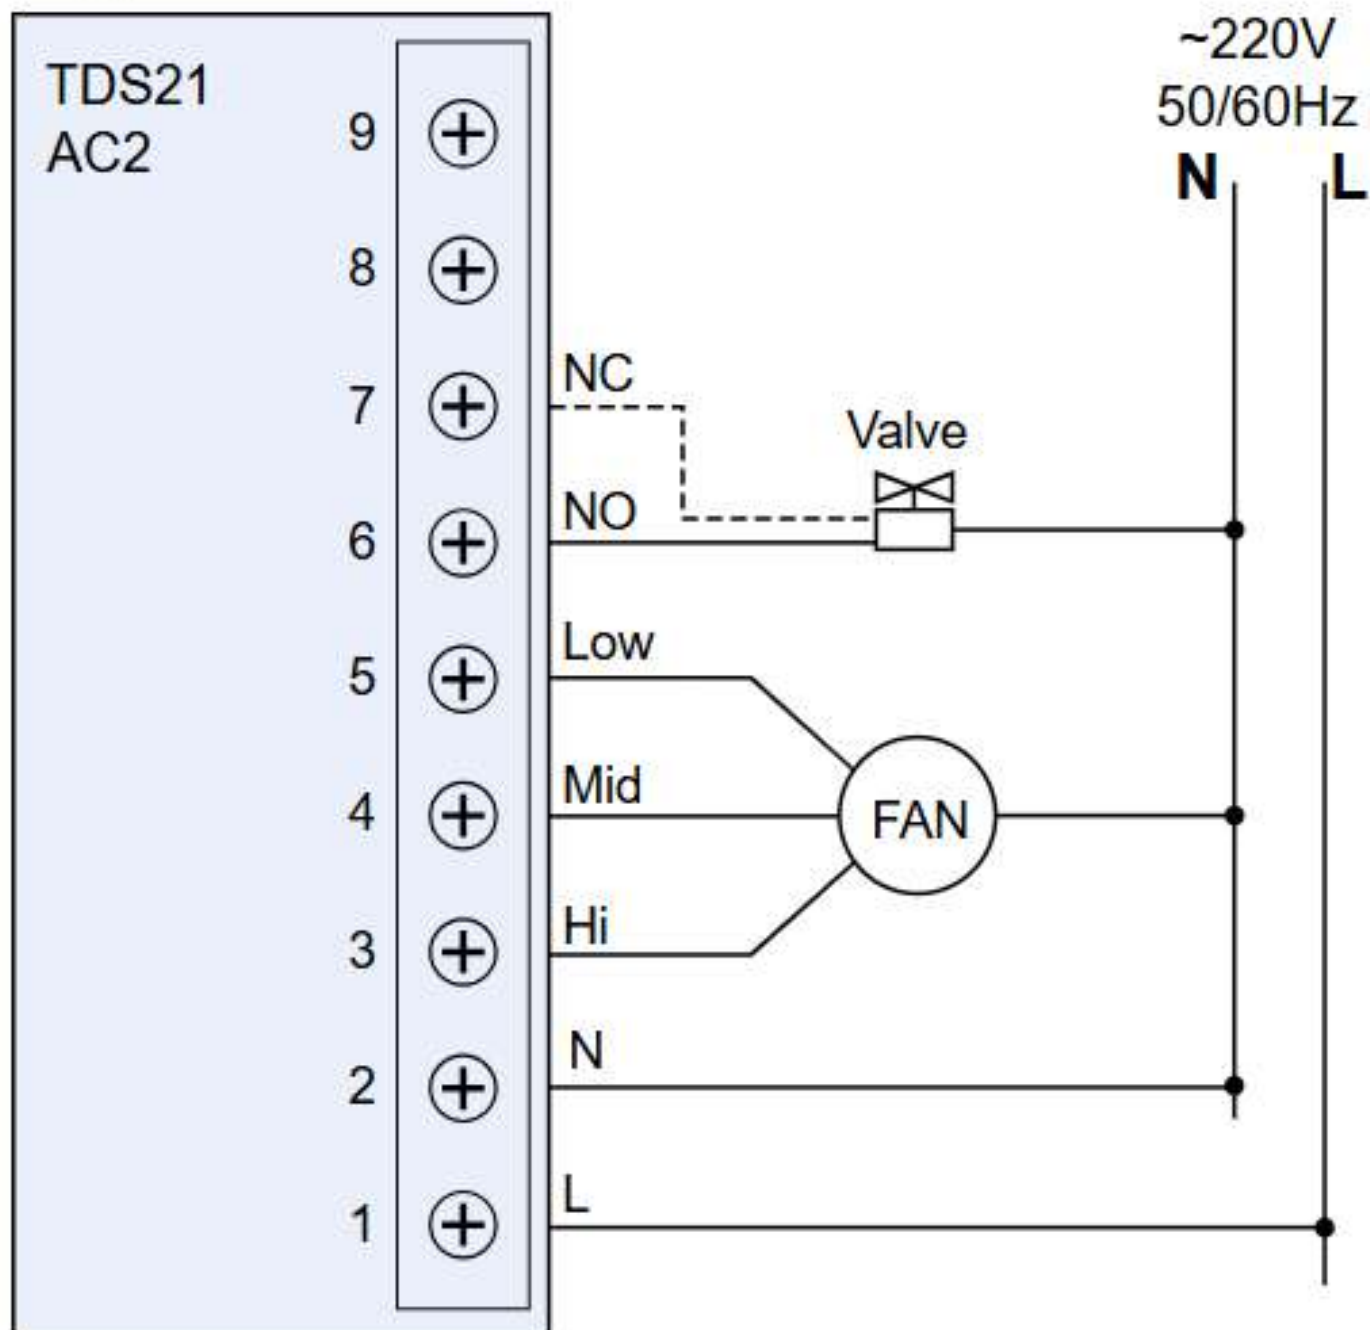 TDS21
AC2
~220V
50/60Hz
N L
9
8
7 NC
Valve
6 NO
5 Low
4 Mid
FAN
3 Hi
2 N
1 L